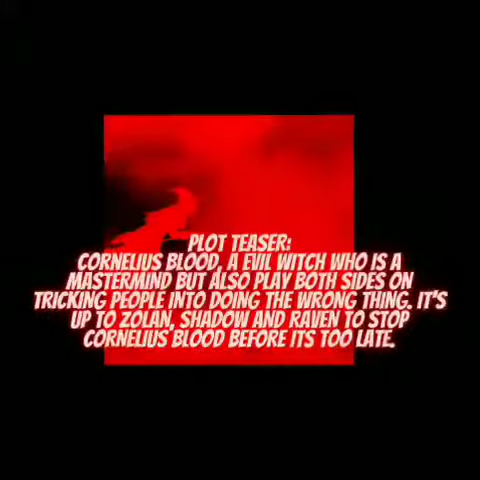 PLOT TEASER:
CORNELIUS BLOOD, A EVIL WITCH WHO IS A
MASTERMIND BUT ALSO PLAY BOTH SIDES ON
TRICKING PEOPLE INTO DOING THE WRONG THING. IT'S
UP TO ZOLAN, SHADOW AND RAVEN TO STOP
CORNELIUS BLOOD BEFORE ITS TOO LATE.